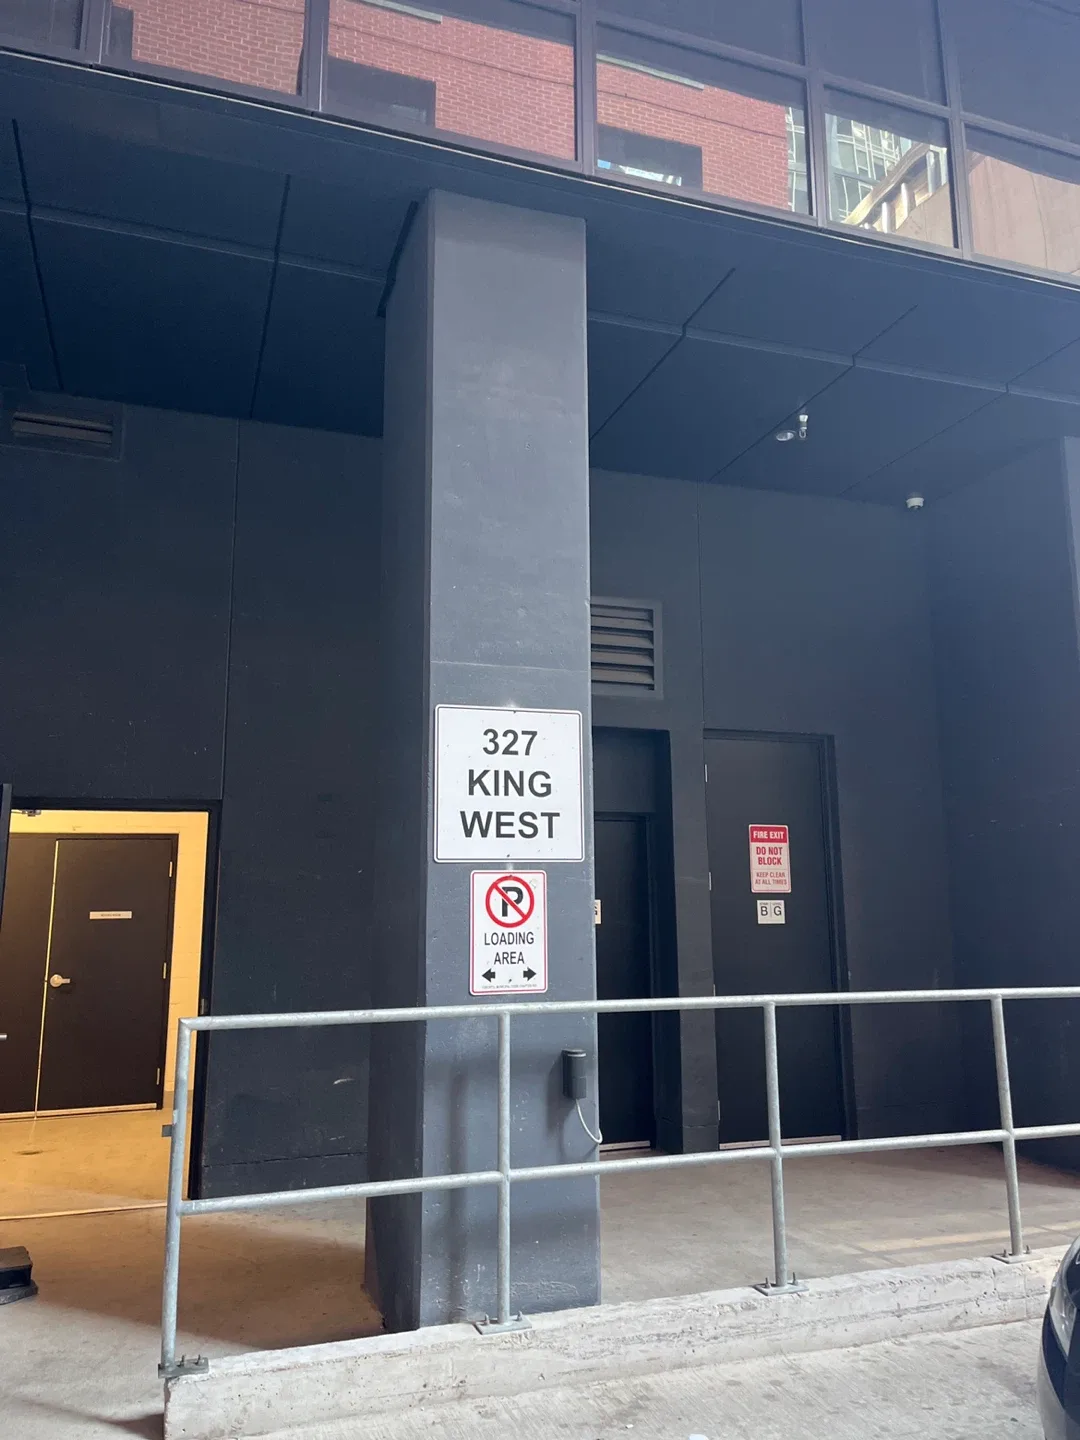 327
KING
WEST
P
LOADING
AREA
FIRE EXIT
DO NOT
BLOCK
KEEP CLEAR
AT ALL TIMES
B G
G